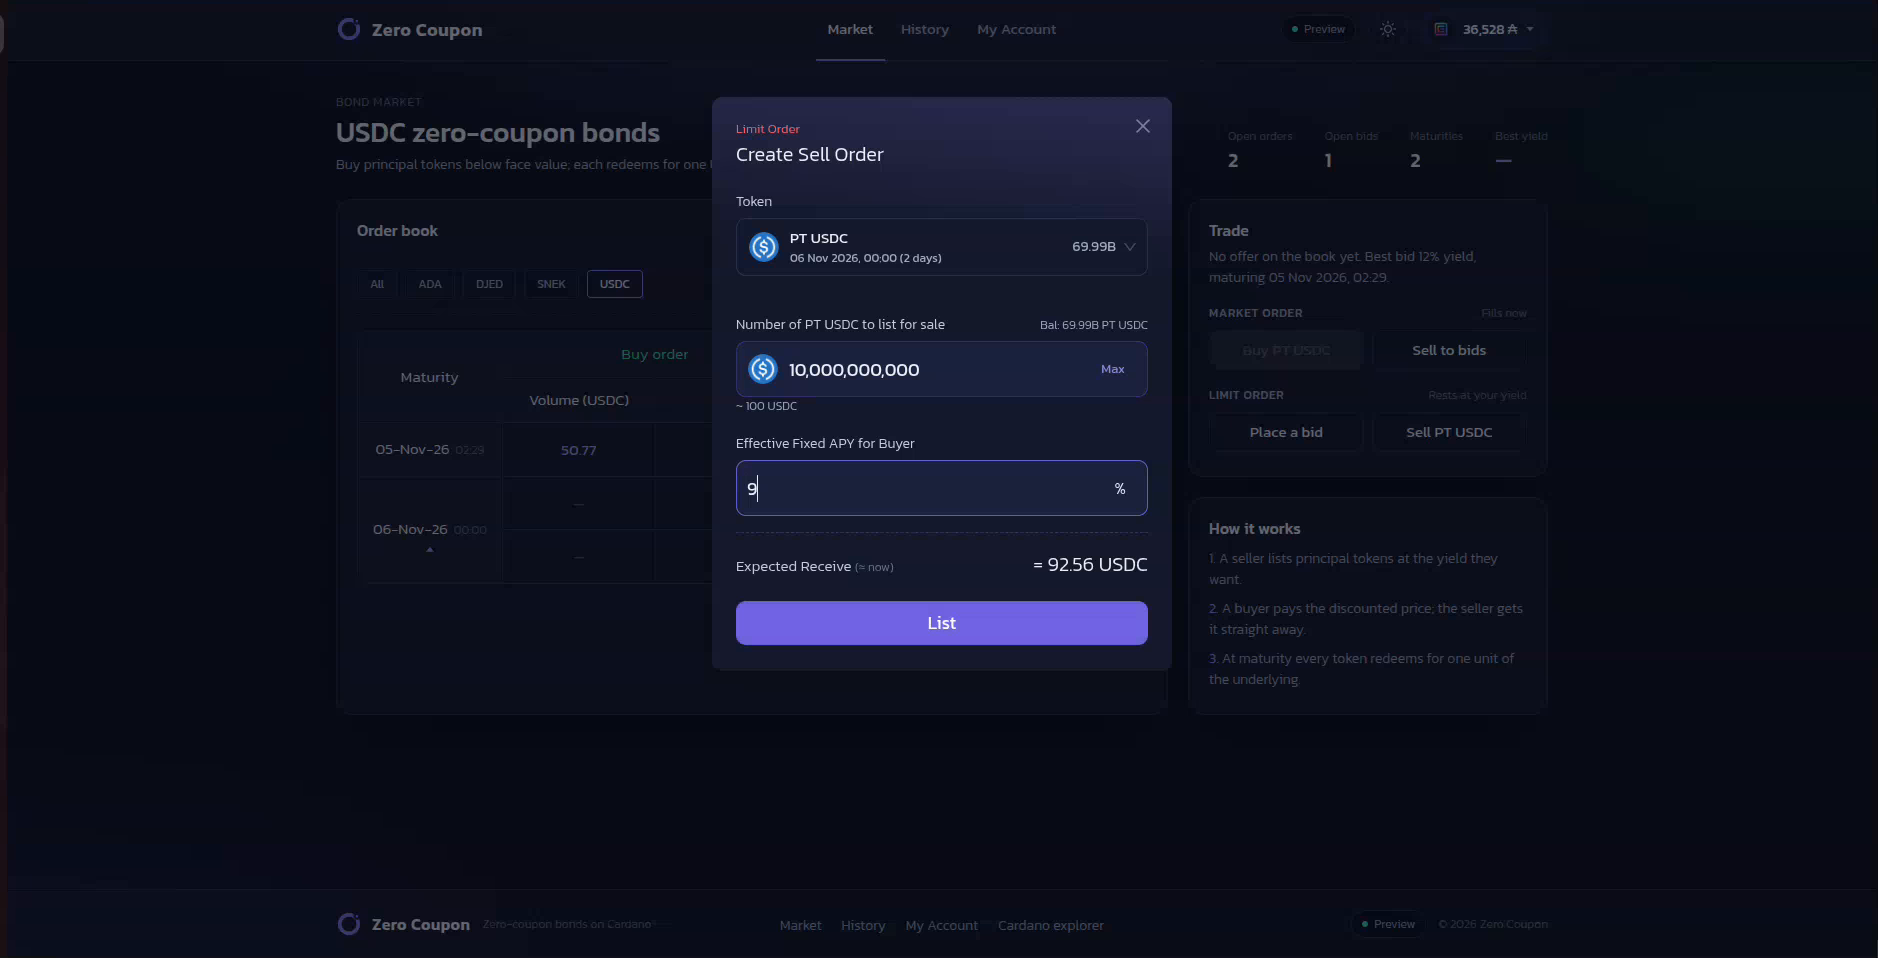 Zero Coupon
Market
History
My Account
Preview
36,528 ₳
BOND MARKET
USDC zero-coupon bonds
Buy principal tokens below face value; each redeems for one
Open orders
2
Open bids
1
Maturities
2
Best yield
—
Order book
All
ADA
DJED
SNEK
USDC
Maturity
Buy order
Volume (USDC)
05-Nov-26 02:29
50.77
06-Nov-26 00:00
—
—
Limit Order
Create Sell Order
Token
PT USDC
06 Nov 2026, 00:00 (2 days)
69.99B
Number of PT USDC to list for sale
Bal: 69.99B PT USDC
10,000,000,000
Max
~ 100 USDC
Effective Fixed APY for Buyer
9
%
Expected Receive (≈ now)
= 92.56 USDC
List
Trade
No offer on the book yet. Best bid 12% yield,
maturing 05 Nov 2026, 02:29.
MARKET ORDER
Fills now
Buy PT USDC
Sell to bids
LIMIT ORDER
Rests at your yield
Place a bid
Sell PT USDC
How it works
1. A seller lists principal tokens at the yield they
want.
2. A buyer pays the discounted price; the seller gets
it straight away.
3. At maturity every token redeems for one unit of
the underlying.
Zero Coupon
Zero-coupon bonds on Cardano
Market
History
My Account
Cardano explorer
Preview
© 2026 Zero Coupon